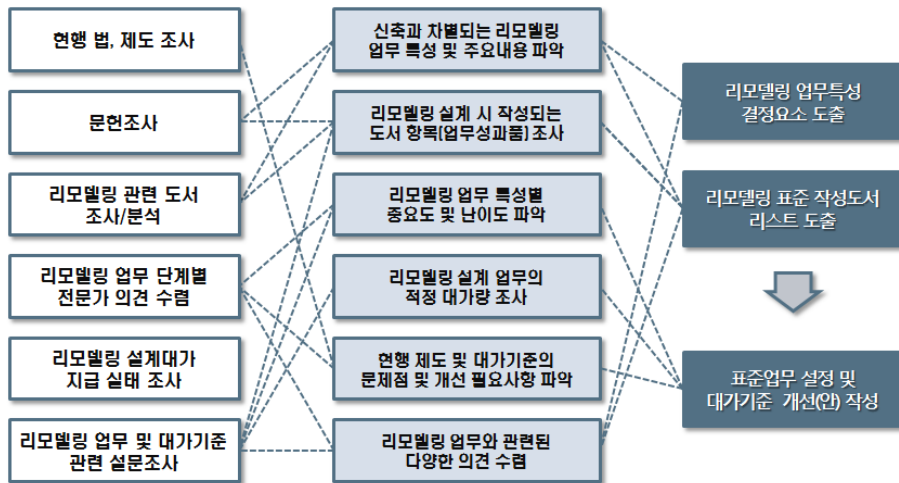 현행 법, 제도 조사
문헌조사
리모델링 관련 도서
조사/분석
리모델링 업무 단계별
전문가 의견 수렴
리모델링 설계대가
지급 실태 조사
리모델링 업무 및 대가기준
관련 설문조사
신축과 차별되는 리모델링
업무 특성 및 주요내용 파악
리모델링 설계 시 작성되는
도서 항목(업무성과품) 조사
리모델링 업무 특성별
중요도 및 난이도 파악
리모델링 설계 업무의
적정 대가량 조사
현행 제도 및 대가기준의
문제점 및 개선 필요사항 파악
리모델링 업무와 관련된
다양한 의견 수렴
리모델링 업무특성
결정요소 도출
리모델링 표준 작성도서
리스트 도출
표준업무 설정 및
대가기준 개선(안) 작성